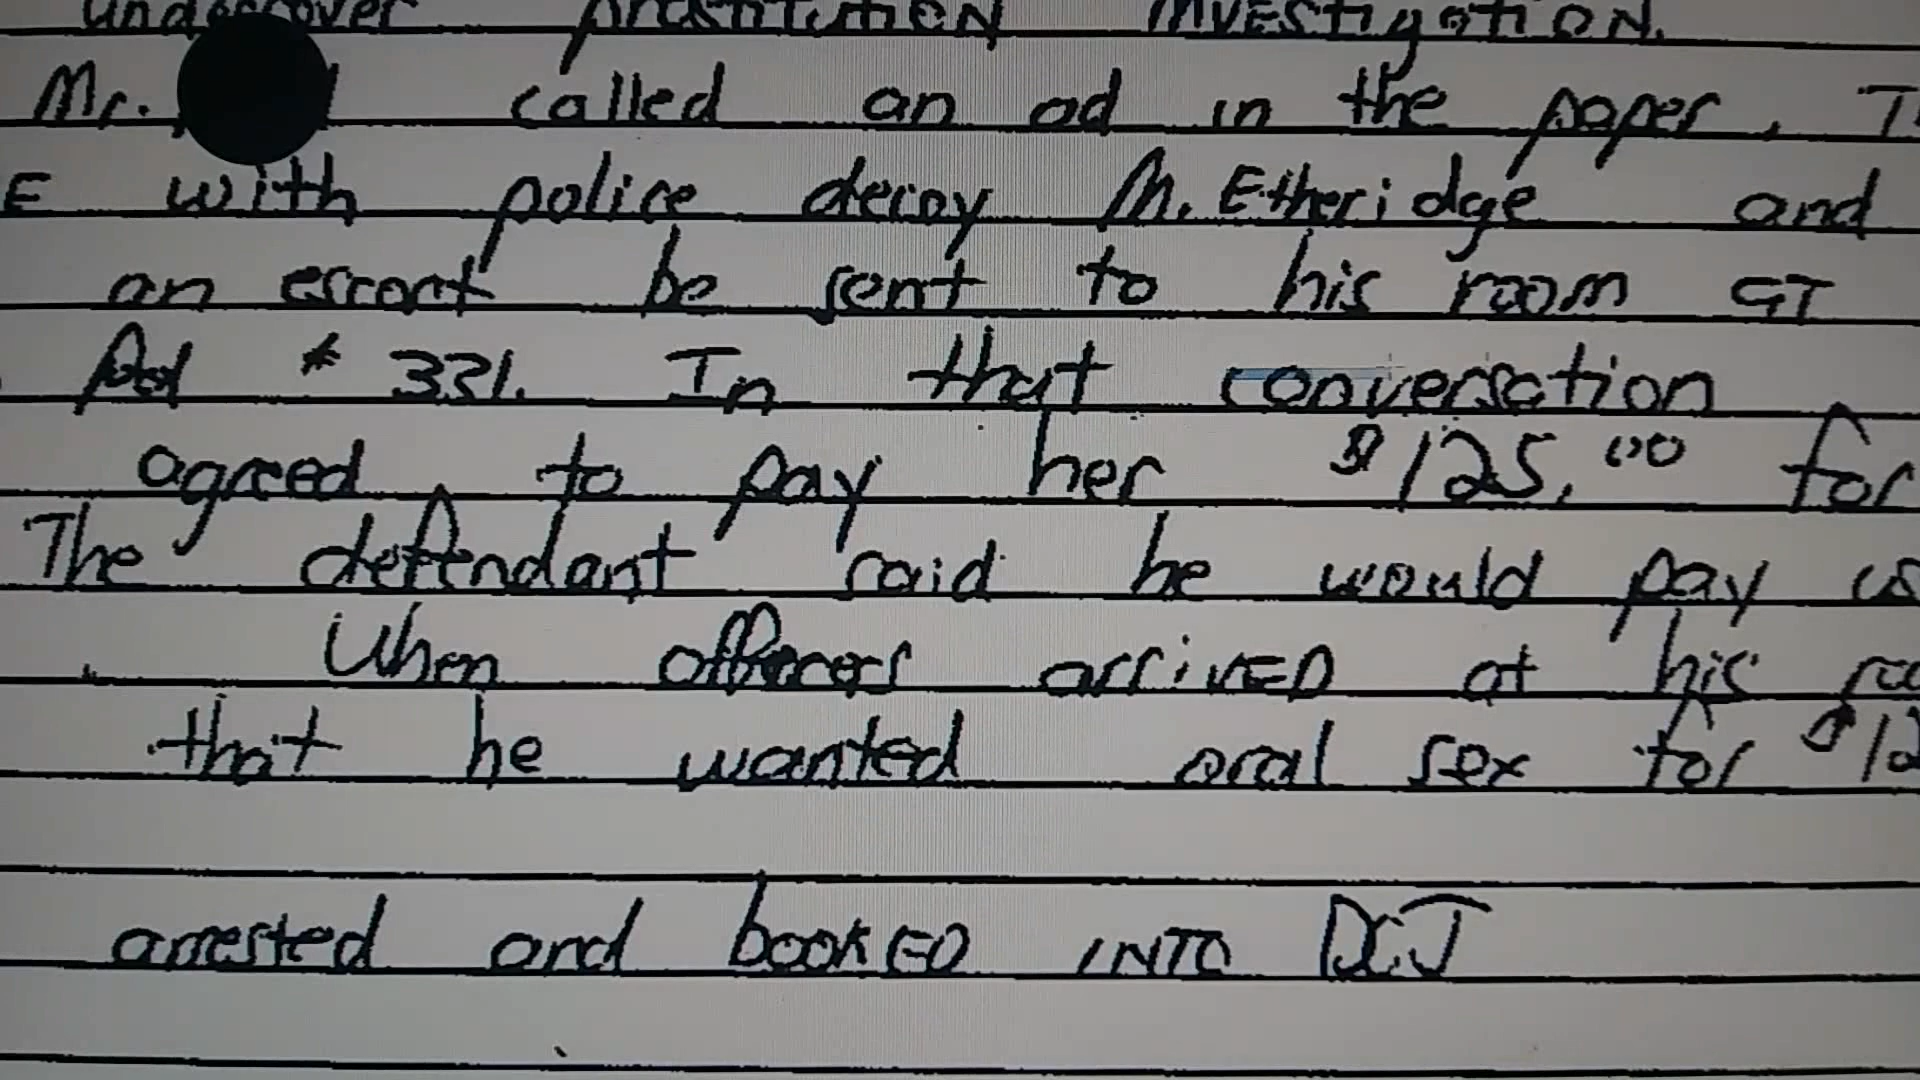 undercover prostitutiON INVEStigatiON.
Mr. called an ad in the paper.
E with police decoy M. Etheridge and
an escort be sent to his room
# 331. In that conversation
agreed to pay her $125.00 for
The defendant said he would pay
When officers arrivED at his
that he wanted oral sex for $12
arrested and bookED INTO DCJ